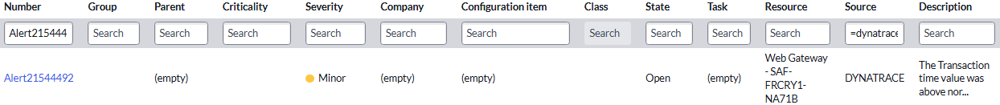 Number Group Parent Criticality Severity Company Configuration item Class State Task Resource Source Description
Alert215444 Search Search Search Search Search Search Search Search Search Search =dynatrace Search
Alert21544492 (empty) Minor (empty) (empty) Open (empty) Web Gateway DYNATRACE The Transaction
- SAF- time value was
FRCRY1- above nor...
NA71B